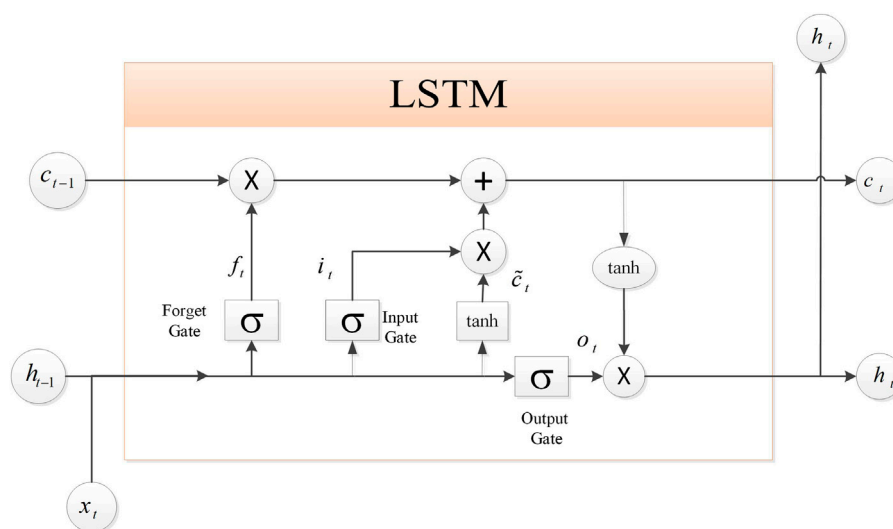 h_t
LSTM
c_{t-1}
X
+
c_t
f_t
i_t
X
c̃_t
tanh
Forget
Gate
σ
σ
Input
Gate
tanh
o_t
h_{t-1}
σ
X
h_t
Output
Gate
x_t